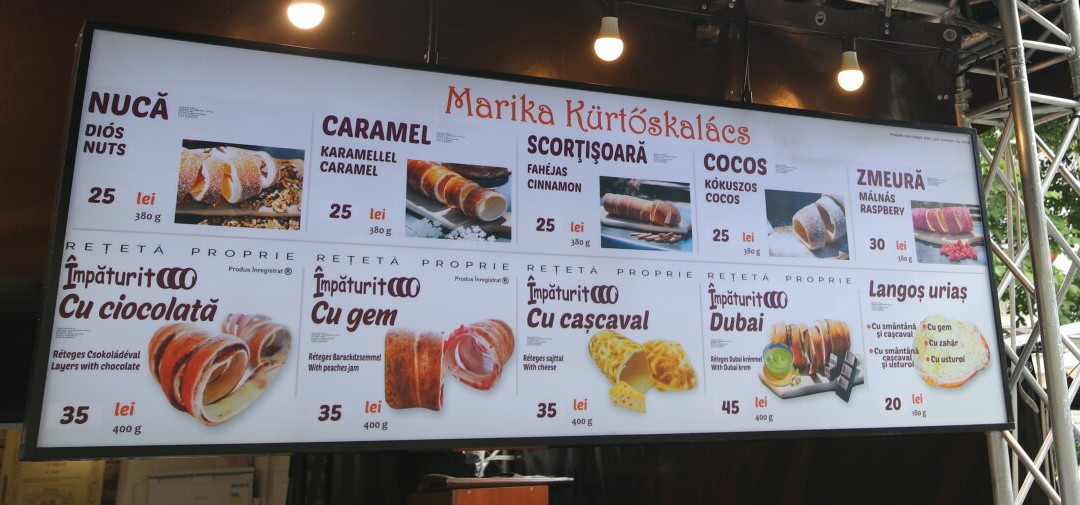 Marika Kürtőskalács
NUCĂ
DIÓS
NUTS
25 lei
380 g
CARAMEL
KARAMELLEL
CARAMEL
25 lei
380 g
SCORȚIȘOARĂ
FAHÉJAS
CINNAMON
25 lei
380 g
COCOS
KÓKUSZOS
COCOS
25 lei
380 g
ZMEURĂ
MÁLNÁS
RASPBERY
30 lei
380 g
REȚETĂ PROPRIE
Produs Înregistrat ®
Împăturit
Cu ciocolată
Réteges Csokoládéval
Layers with chocolate
35 lei
400 g
REȚETĂ PROPRIE
Produs Înregistrat ®
Împăturit
Cu gem
Réteges Barackdzsemmel
With peaches jam
35 lei
400 g
REȚETĂ PROPRIE
Împăturit
Cu cașcaval
Réteges sajttal
With cheese
35 lei
400 g
REȚETĂ PROPRIE
Împăturit
Dubai
Réteges Dubai krémmel
With Dubai krem
45 lei
400 g
Langoș uriaș
• Cu smântână
și cașcaval
• Cu smântână
cașcaval
și usturoi
• Cu gem
• Cu zahăr
• Cu usturoi
20 lei
180 g